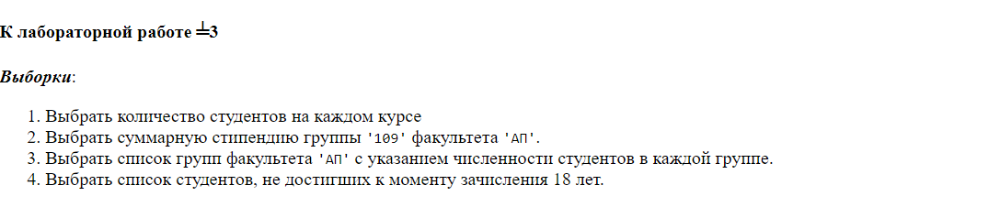 К лабораторной работе ╧3
Выборки:
1. Выбрать количество студентов на каждом курсе
2. Выбрать суммарную стипендию группы '109' факультета 'АП'.
3. Выбрать список групп факультета 'АП' с указанием численности студентов в каждой группе.
4. Выбрать список студентов, не достигших к моменту зачисления 18 лет.